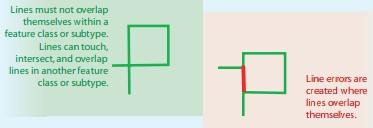 Lines must not overlap
themselves within a
feature class or subtype.
Lines can touch,
intersect, and overlap
lines in another feature
class or subtype.
Line errors are
created where
lines overlap
themselves.